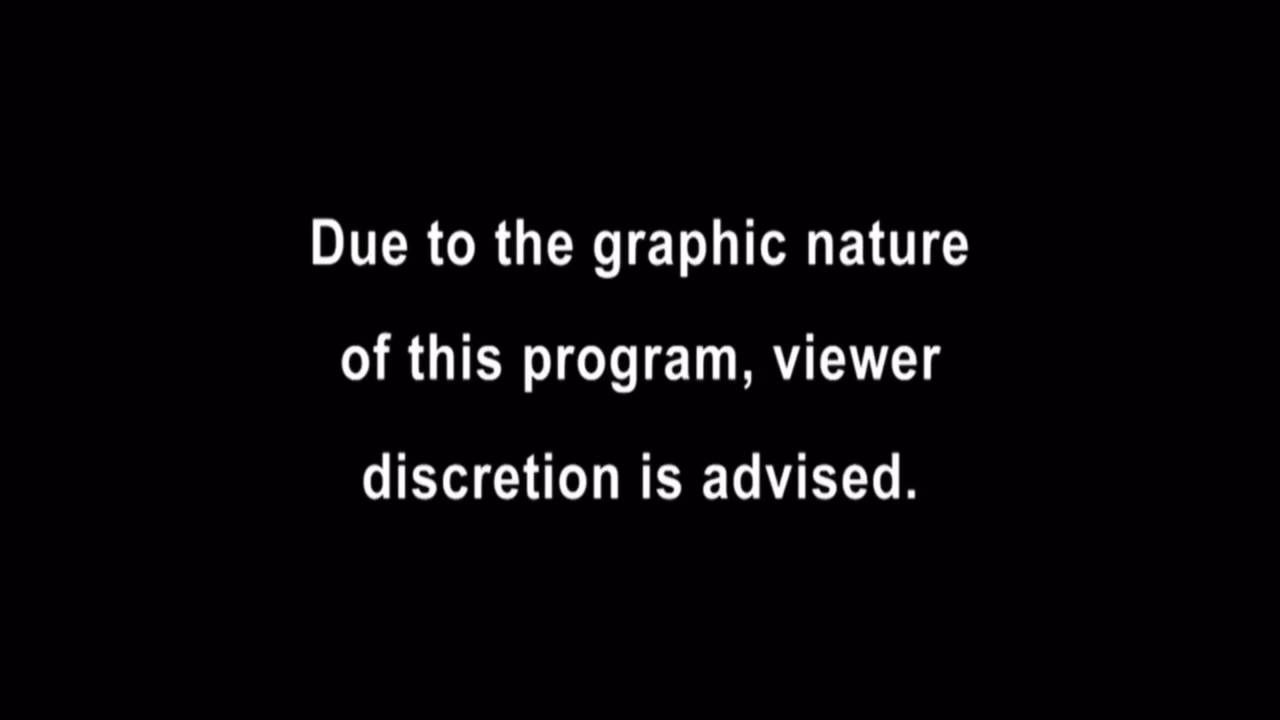 Due to the graphic nature
of this program, viewer
discretion is advised.